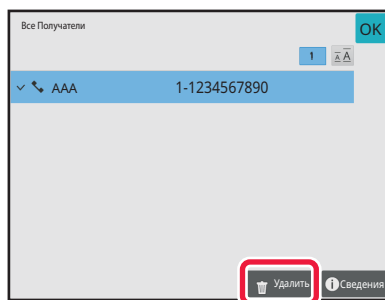 Все Получатели
OK
1 A A
AAA 1-1234567890
Удалить i Сведения